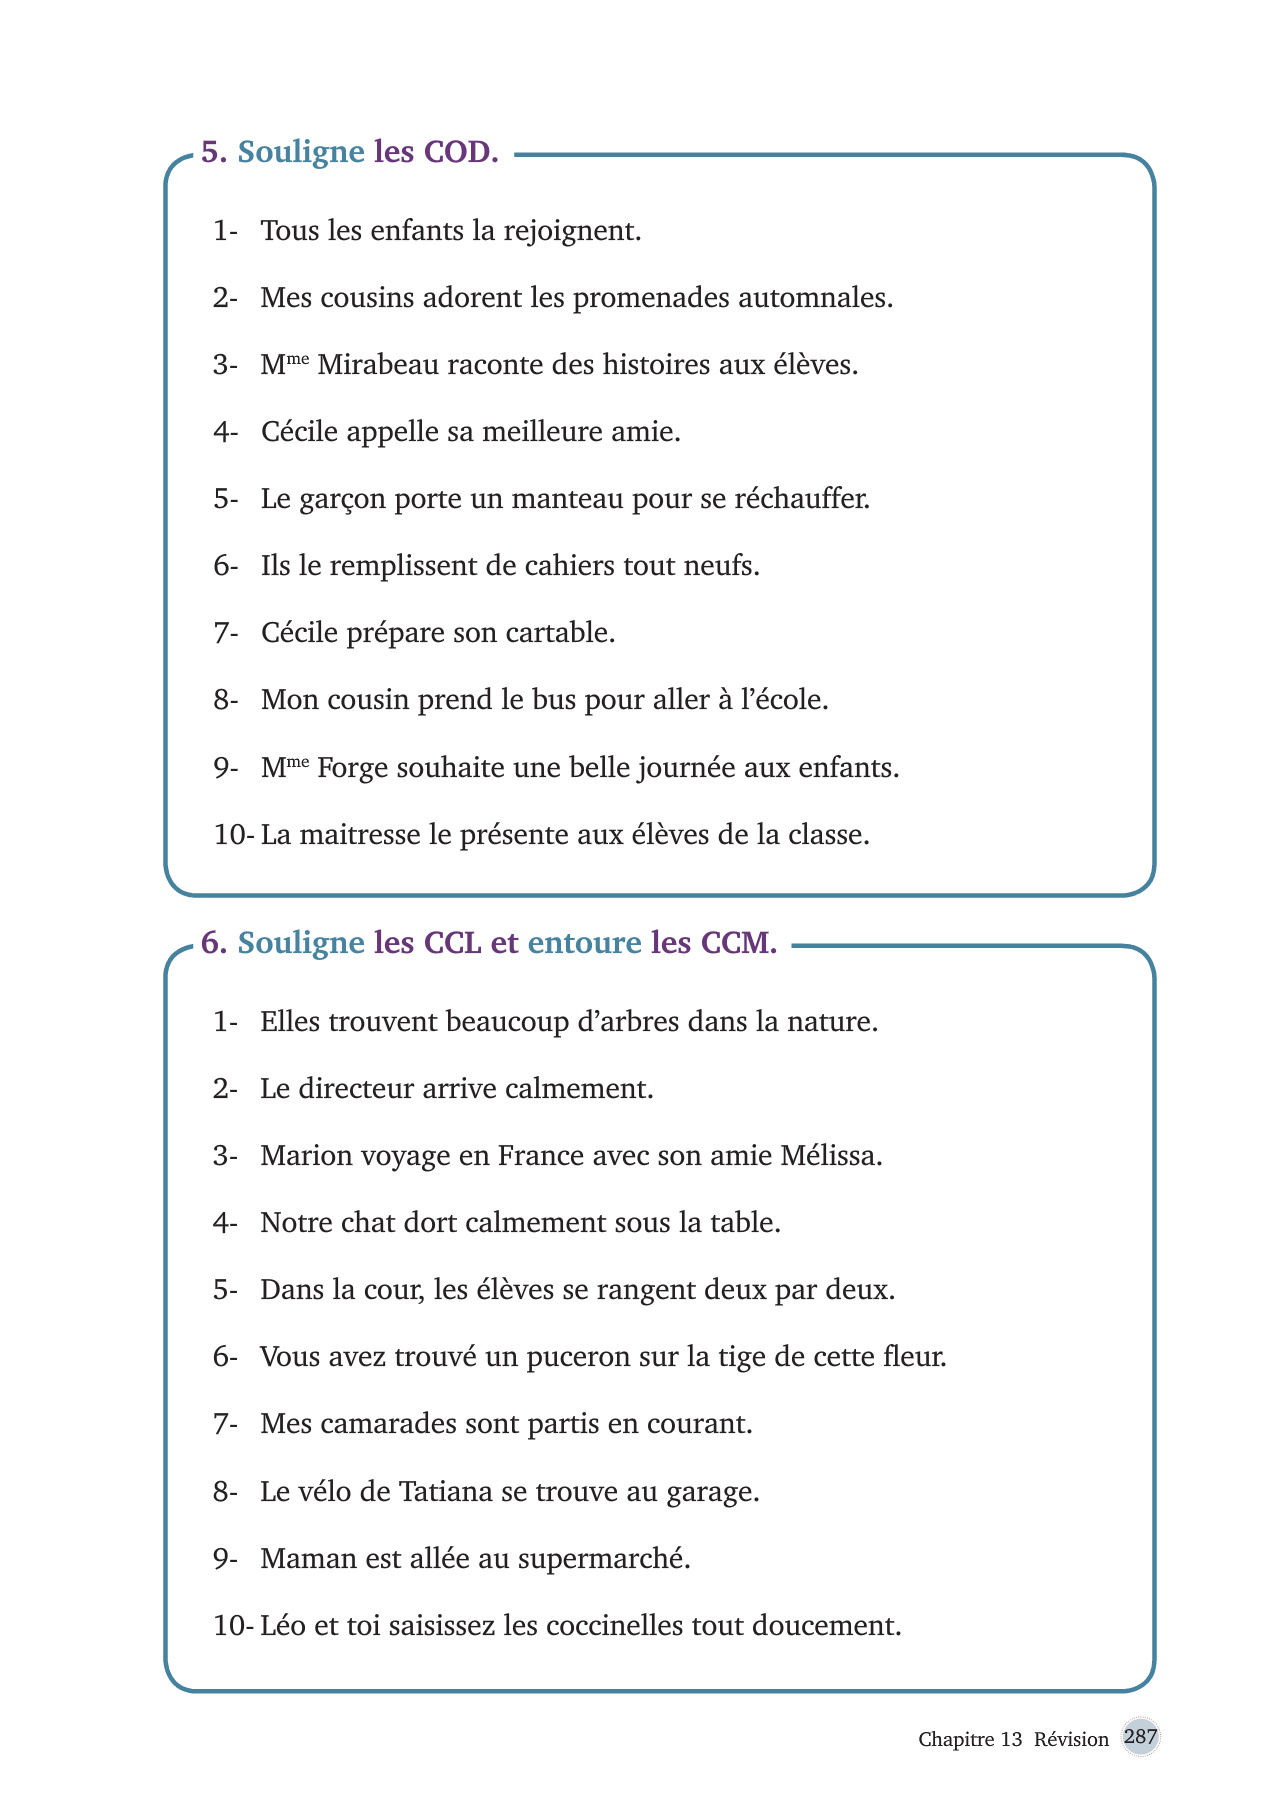 5. Souligne les COD.
1- Tous les enfants la rejoignent.
2- Mes cousins adorent les promenades automnales.
3- Mme Mirabeau raconte des histoires aux élèves.
4- Cécile appelle sa meilleure amie.
5- Le garçon porte un manteau pour se réchauffer.
6- Ils le remplissent de cahiers tout neufs.
7- Cécile prépare son cartable.
8- Mon cousin prend le bus pour aller à l’école.
9- Mme Forge souhaite une belle journée aux enfants.
10- La maitresse le présente aux élèves de la classe.
6. Souligne les CCL et entoure les CCM.
1- Elles trouvent beaucoup d’arbres dans la nature.
2- Le directeur arrive calmement.
3- Marion voyage en France avec son amie Mélissa.
4- Notre chat dort calmement sous la table.
5- Dans la cour, les élèves se rangent deux par deux.
6- Vous avez trouvé un puceron sur la tige de cette fleur.
7- Mes camarades sont partis en courant.
8- Le vélo de Tatiana se trouve au garage.
9- Maman est allée au supermarché.
10- Léo et toi saisissez les coccinelles tout doucement.
Chapitre 13 Révision 287